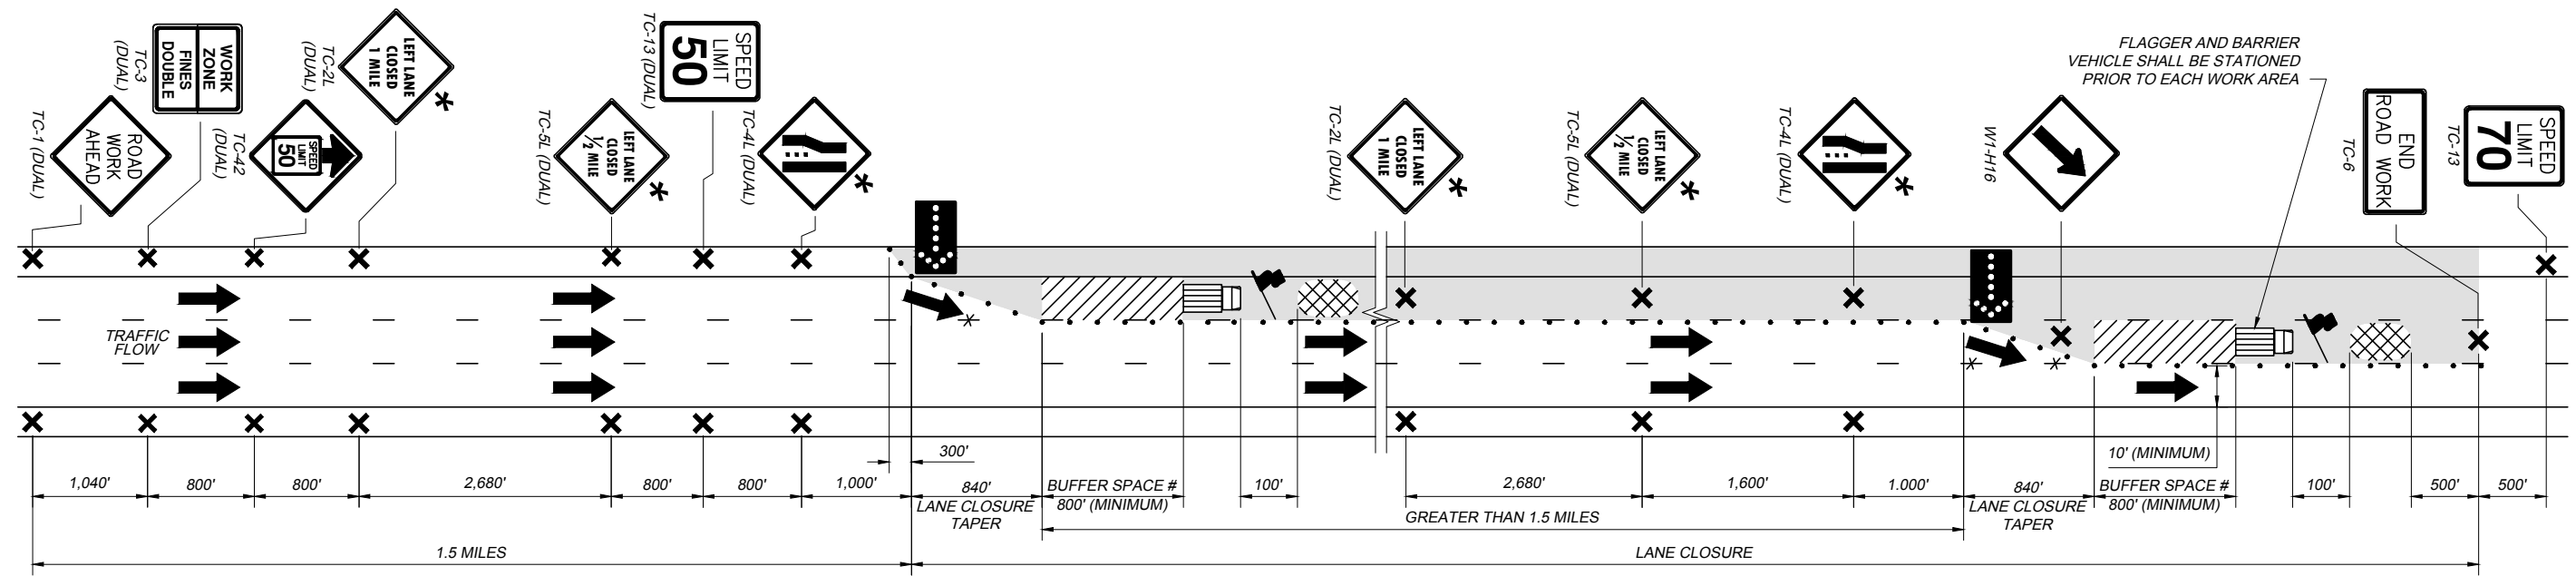 ROAD
WORK
AHEAD
TC-1 (DUAL)
WORK
ZONE
FINES
DOUBLE
TC-3
(DUAL)
SPEED
LIMIT
50
TC-42
(DUAL)
LEFT LANE
CLOSED
1 MILE
*
TC-2L
(DUAL)
LEFT LANE
CLOSED
1/2 MILE
*
TC-5L (DUAL)
SPEED
LIMIT
50
TC-13 (DUAL)
*
TC-4L (DUAL)
LEFT LANE
CLOSED
1 MILE
*
TC-2L (DUAL)
LEFT LANE
CLOSED
1/2 MILE
*
TC-5L (DUAL)
*
TC-4L (DUAL)
W1-H16
FLAGGER AND BARRIER
VEHICLE SHALL BE STATIONED
PRIOR TO EACH WORK AREA
END
ROAD WORK
TC-6
SPEED
LIMIT
70
TC-13
TRAFFIC
FLOW
300'
10' (MINIMUM)
1,040'
800'
800'
2,680'
800'
800'
1,000'
840'
LANE CLOSURE
TAPER
BUFFER SPACE #
800' (MINIMUM)
100'
2,680'
1,600'
1.000'
840'
LANE CLOSURE
TAPER
BUFFER SPACE #
800' (MINIMUM)
100'
500'
500'
GREATER THAN 1.5 MILES
1.5 MILES
LANE CLOSURE